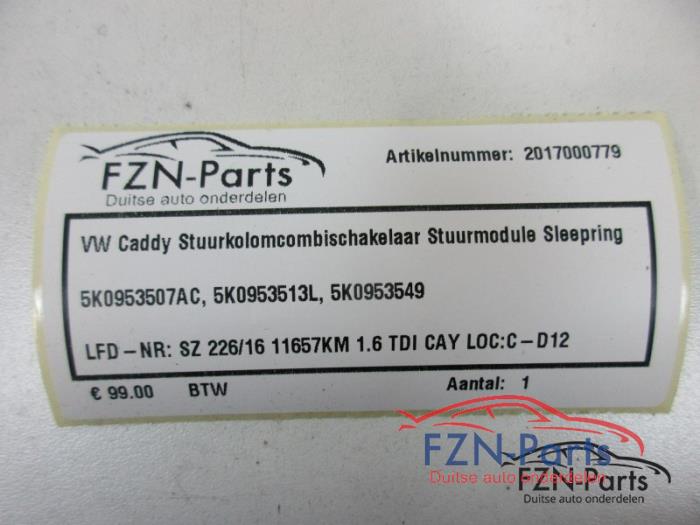 FZN-Parts
Duitse auto onderdelen
Artikelnummer: 2017000779
VW Caddy Stuurkolomcombischakelaar Stuurmodule Sleepring
5K0953507AC, 5K0953513L, 5K0953549
LFD-NR: SZ 226/16 11657KM 1.6 TDI CAY LOC:C-D12
€ 99.00 BTW Aantal: 1
FZN-Parts
Duitse auto onderdelen
FZN-Parts
Duitse auto onderdelen